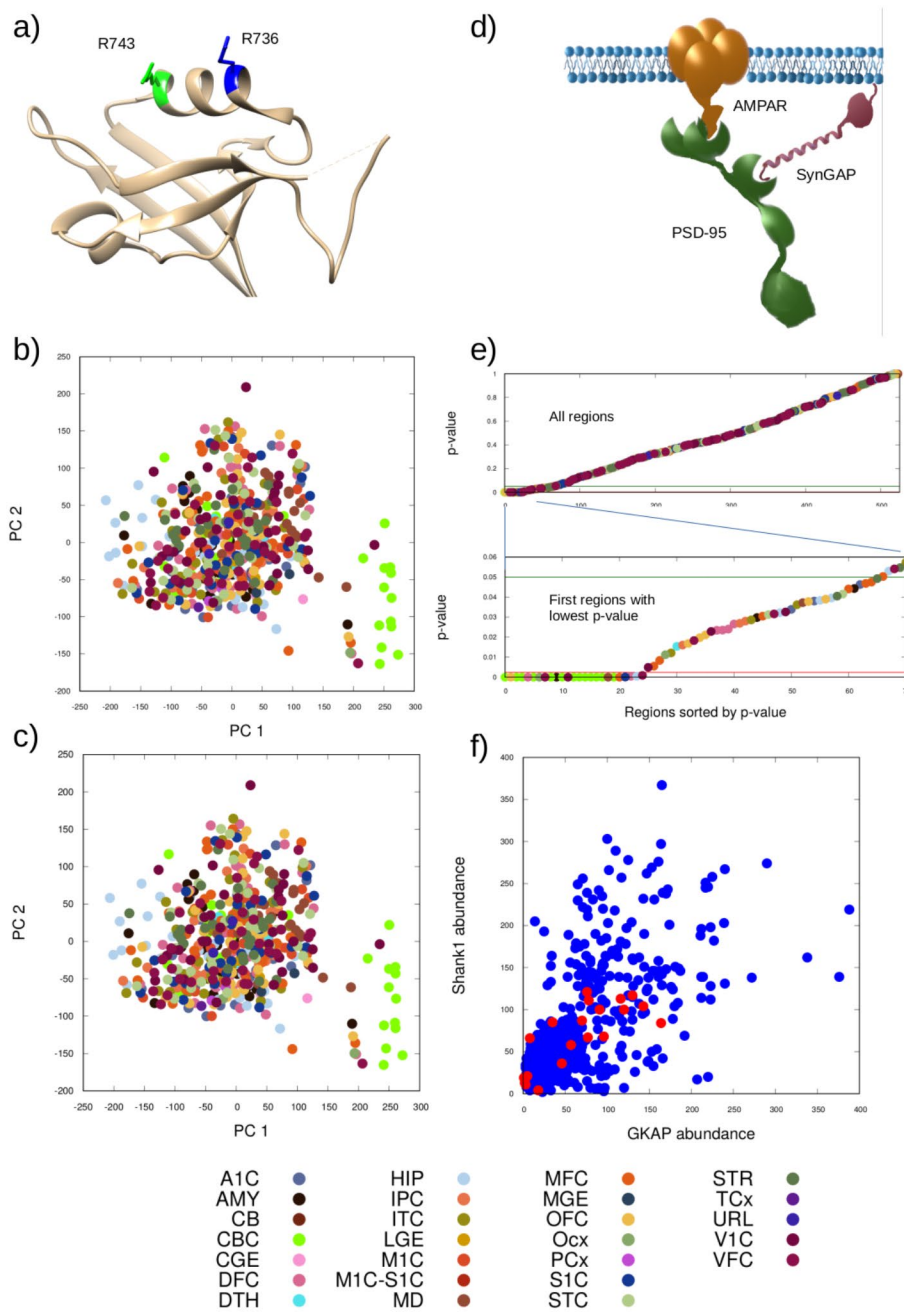 a)
R743
R736
d)
AMPAR
SynGAP
PSD-95
b)
250
200
150
100
50
0
-50
-100
-150
-200
PC 2
-250 -200 -150 -100 -50 0 50 100 150 200 250 300
PC 1
e)
1
0.8
0.6
0.4
0.2
0
p-value
All regions
0 100 200 300 400 500
0.06
0.05
0.04
0.03
0.02
0.01
0
p-value
First regions with
lowest p-value
0 10 20 30 40 50 60 70
Regions sorted by p-value
c)
250
200
150
100
50
0
-50
-100
-150
-200
PC 2
-250 -200 -150 -100 -50 0 50 100 150 200 250 300
PC 1
f)
400
350
300
250
200
150
100
50
0
Shank1 abundance
0 50 100 150 200 250 300 350 400
GKAP abundance
A1C HIP MFC STR
AMY IPC MGE TCx
CB ITC OFC URL
CBC LGE Ocx V1C
CGE M1C PCx VFC
DFC M1C-S1C S1C
DTH MD STC